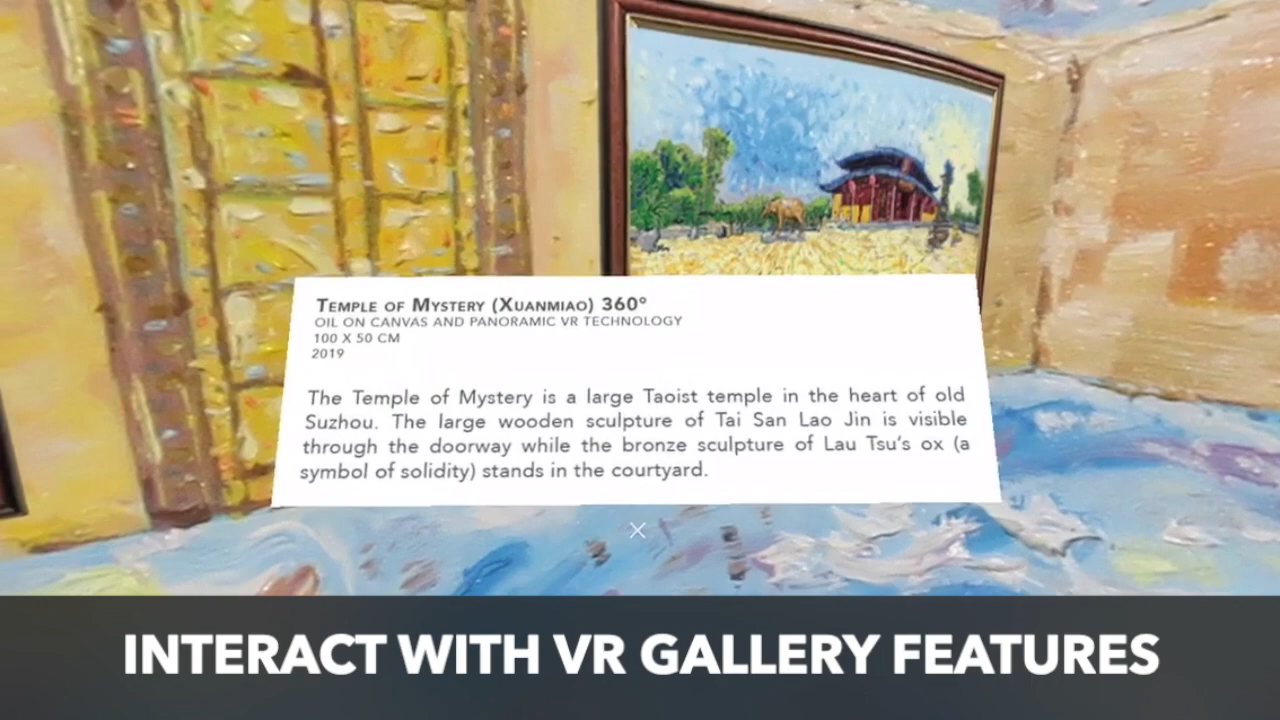 TEMPLE OF MYSTERY (XUANMIAO) 360°
OIL ON CANVAS AND PANORAMIC VR TECHNOLOGY
100 X 50 CM
2019
The Temple of Mystery is a large Taoist temple in the heart of old
Suzhou. The large wooden sculpture of Tai San Lao Jin is visible
through the doorway while the bronze sculpture of Lau Tsu's ox (a
symbol of solidity) stands in the courtyard.
INTERACT WITH VR GALLERY FEATURES